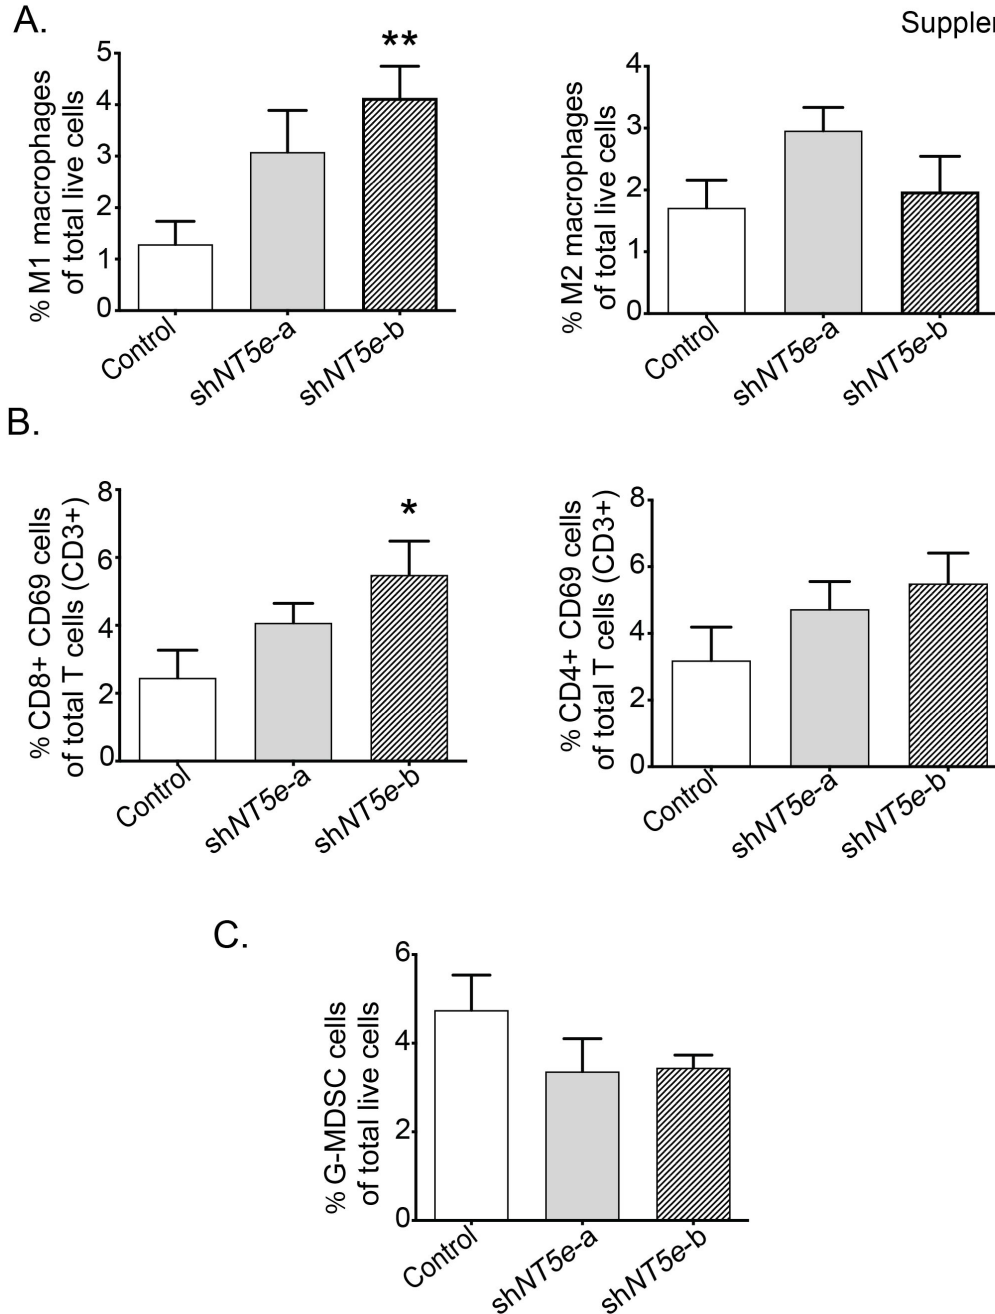 A.
Supplen
**
5
4
3
2
1
0
% M1 macrophages
of total live cells
Control
shNT5e-a
shNT5e-b
4
3
2
1
0
% M2 macrophages
of total live cells
Control
shNT5e-a
shNT5e-b
B.
*
8
6
4
2
0
% CD8+ CD69 cells
of total T cells (CD3+)
Control
shNT5e-a
shNT5e-b
8
6
4
2
0
% CD4+ CD69 cells
of total T cells (CD3+)
Control
shNT5e-a
shNT5e-b
C.
6
4
2
0
% G-MDSC cells
of total live cells
Control
shNT5e-a
shNT5e-b